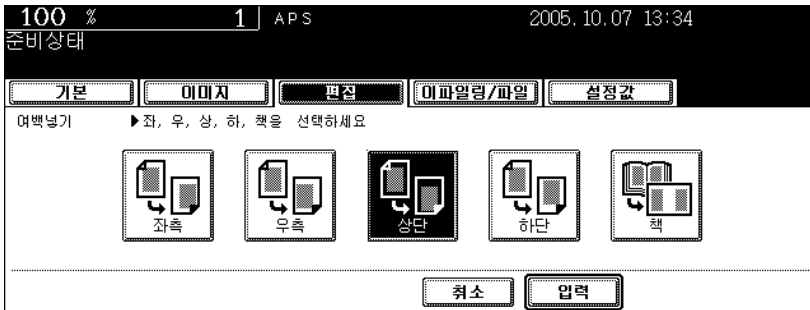 100 % 1 APS 2005.10.07 13:34
준비상태
기본 이미지 편집 이파일링/파일 설정값
여백넣기 ▶좌, 우, 상, 하, 책을 선택하세요
좌측 우측 상단 하단 책
취소 입력